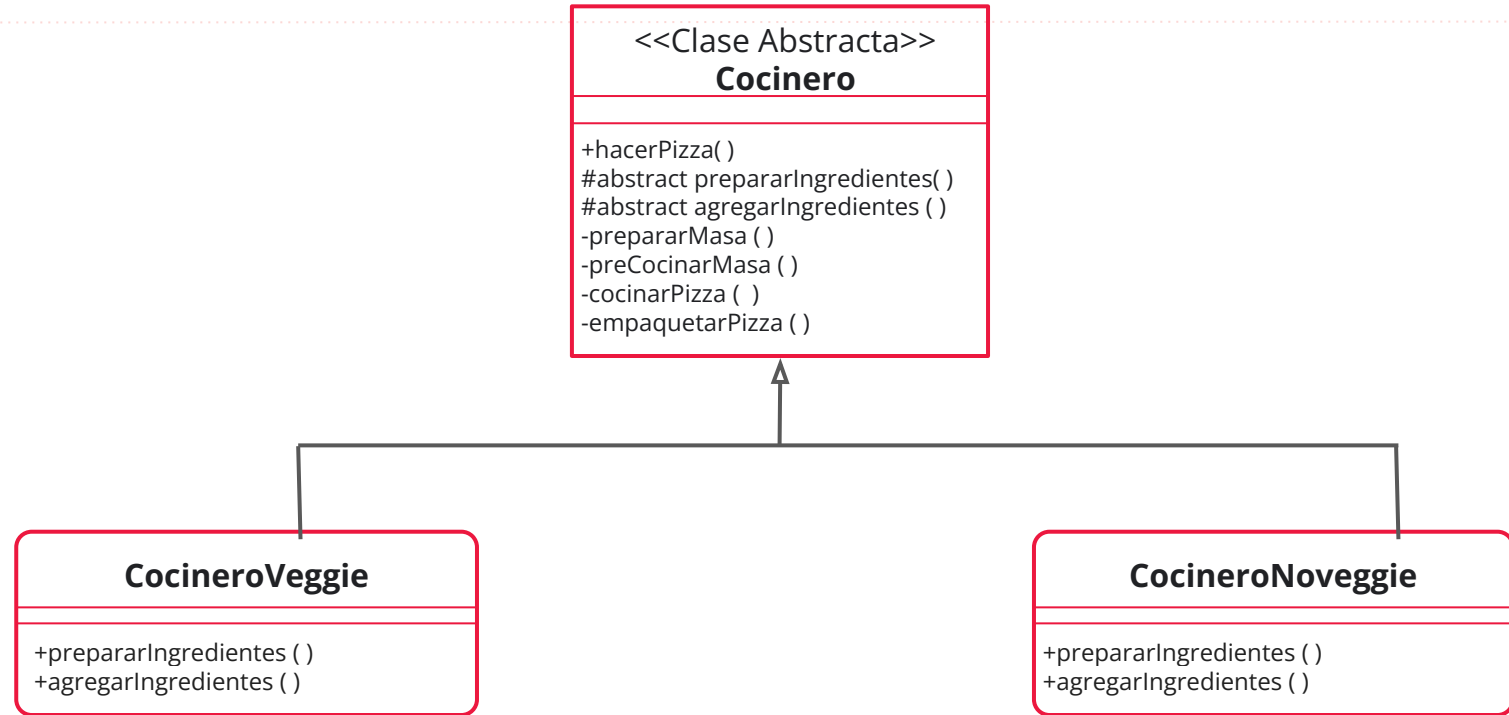 <<Clase Abstracta>>
Cocinero
+hacerPizza( )
#abstract prepararIngredientes( )
#abstract agregarIngredientes ( )
-prepararMasa ( )
-preCocinarMasa ( )
-cocinarPizza (  )
-empaquetarPizza ( )
CocineroVeggie
+prepararIngredientes ( )
+agregarIngredientes ( )
CocineroNoveggie
+prepararIngredientes ( )
+agregarIngredientes ( )